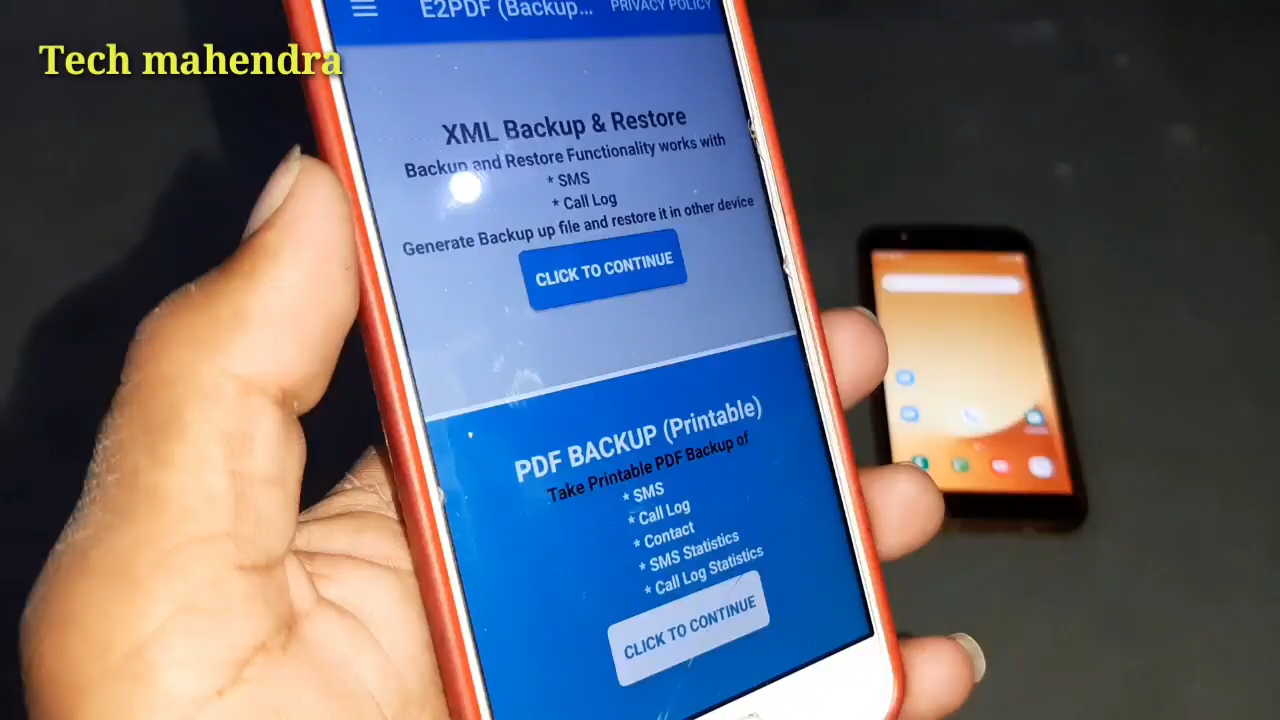 E2PDF (Backup... PRIVACY POLICY
Tech mahendra
XML Backup & Restore
Backup and Restore Functionality works with
* SMS
* Call Log
Generate Backup up file and restore it in other device
CLICK TO CONTINUE
PDF BACKUP (Printable)
Take Printable PDF Backup of
* SMS
* Call Log
* Contact
* SMS Statistics
* Call Log Statistics
CLICK TO CONTINUE